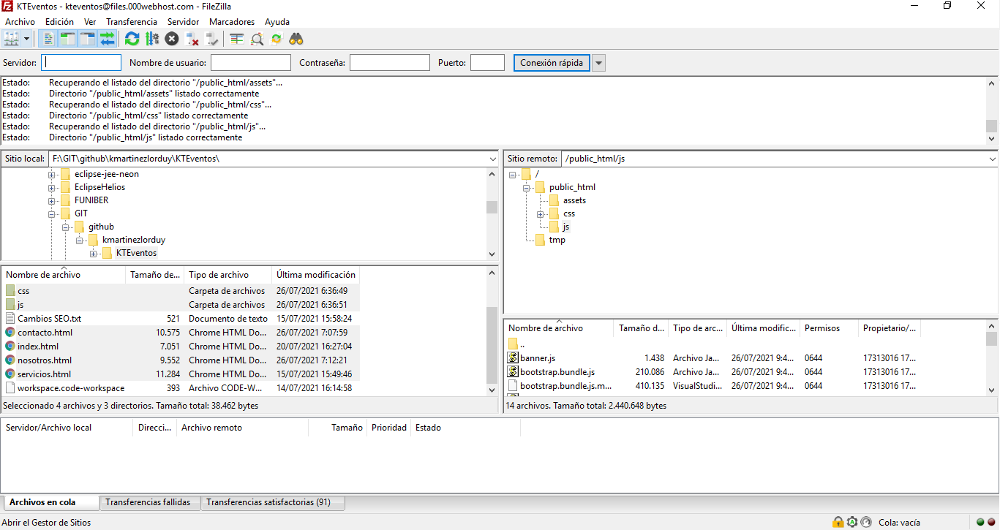 KTEventos - kteventos@files.000webhost.com - FileZilla
Archivo Edición Ver Transferencia Servidor Marcadores Ayuda
Servidor: Nombre de usuario: Contraseña: Puerto: Conexión rápida
Estado: Recuperando el listado del directorio "/public_html/assets"...
Estado: Directorio "/public_html/assets" listado correctamente
Estado: Recuperando el listado del directorio "/public_html/css"...
Estado: Directorio "/public_html/css" listado correctamente
Estado: Recuperando el listado del directorio "/public_html/js"...
Estado: Directorio "/public_html/js" listado correctamente
Sitio local: F:\GIT\github\kmartinezlorduy\KTEventos\
eclipse-jee-neon
EclipseHelios
FUNIBER
GIT
github
kmartinezlorduy
KTEventos
Nombre de archivo Tamaño de... Tipo de archivo Última modificación
css Carpeta de archivos 26/07/2021 6:36:49
js Carpeta de archivos 26/07/2021 6:36:51
Cambios SEO.txt 521 Documento de texto 15/07/2021 15:58:24
contacto.html 10.575 Chrome HTML Do... 26/07/2021 7:07:59
index.html 7.051 Chrome HTML Do... 20/07/2021 16:27:04
nosotros.html 9.552 Chrome HTML Do... 26/07/2021 7:12:21
servicios.html 11.284 Chrome HTML Do... 15/07/2021 15:49:46
workspace.code-workspace 393 Archivo CODE-W... 14/07/2021 16:14:58
Seleccionado 4 archivos y 3 directorios. Tamaño total: 38.462 bytes
Sitio remoto: /public_html/js
/
public_html
assets
css
js
tmp
Nombre de archivo Tamaño d... Tipo de arc... Última modific... Permisos Propietario/...
..
banner.js 1.438 Archivo Ja... 26/07/2021 9:4... 0644 17313016 17...
bootstrap.bundle.js 210.086 Archivo Ja... 26/07/2021 9:4... 0644 17313016 17...
bootstrap.bundle.js.m... 410.135 VisualStudi... 26/07/2021 9:4... 0644 17313016 17...
14 archivos. Tamaño total: 2.440.648 bytes
Servidor/Archivo local Direcci... Archivo remoto Tamaño Prioridad Estado
Archivos en cola Transferencias fallidas Transferencias satisfactorias (91)
Abrir el Gestor de Sitios Cola: vacía